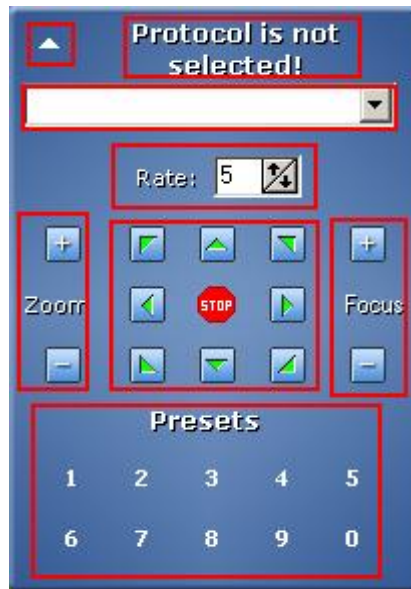 Protocol is not
selected!
Rate: 5
+ +
Zoom STOP Focus
− −
Presets
1 2 3 4 5
6 7 8 9 0